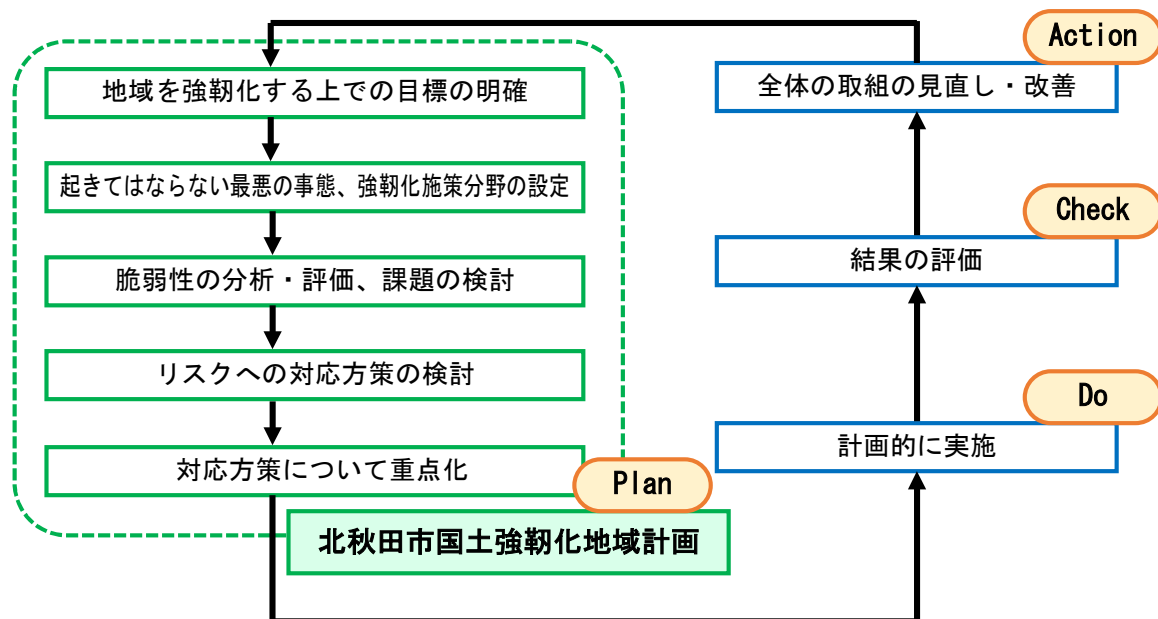 地域を強靭化する上での目標の明確
起きてはならない最悪の事態、強靭化施策分野の設定
脆弱性の分析・評価、課題の検討
リスクへの対応方策の検討
対応方策について重点化
Plan
北秋田市国土強靭化地域計画
Action
全体の取組の見直し・改善
Check
結果の評価
Do
計画的に実施